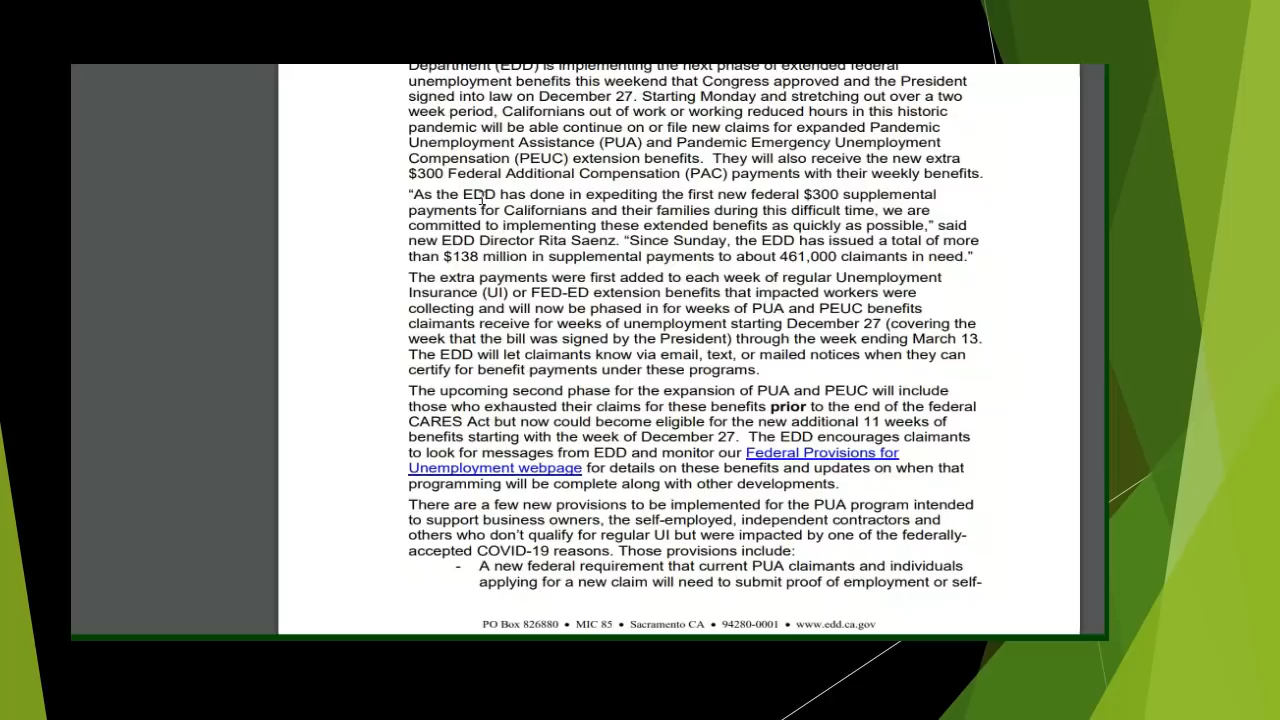 Department (EDD) is implementing the next phase of extended federal
unemployment benefits this weekend that Congress approved and the President
signed into law on December 27. Starting Monday and stretching out over a two
week period, Californians out of work or working reduced hours in this historic
pandemic will be able continue on or file new claims for expanded Pandemic
Unemployment Assistance (PUA) and Pandemic Emergency Unemployment
Compensation (PEUC) extension benefits.  They will also receive the new extra
$300 Federal Additional Compensation (PAC) payments with their weekly benefits.
“As the EDD has done in expediting the first new federal $300 supplemental
payments for Californians and their families during this difficult time, we are
committed to implementing these extended benefits as quickly as possible,” said
new EDD Director Rita Saenz. “Since Sunday, the EDD has issued a total of more
than $138 million in supplemental payments to about 461,000 claimants in need.”
The extra payments were first added to each week of regular Unemployment
Insurance (UI) or FED-ED extension benefits that impacted workers were
collecting and will now be phased in for weeks of PUA and PEUC benefits
claimants receive for weeks of unemployment starting December 27 (covering the
week that the bill was signed by the President) through the week ending March 13.
The EDD will let claimants know via email, text, or mailed notices when they can
certify for benefit payments under these programs.
The upcoming second phase for the expansion of PUA and PEUC will include
those who exhausted their claims for these benefits prior to the end of the federal
CARES Act but now could become eligible for the new additional 11 weeks of
benefits starting with the week of December 27.  The EDD encourages claimants
to look for messages from EDD and monitor our Federal Provisions for
Unemployment webpage for details on these benefits and updates on when that
programming will be complete along with other developments.
There are a few new provisions to be implemented for the PUA program intended
to support business owners, the self-employed, independent contractors and
others who don’t qualify for regular UI but were impacted by one of the federally-
accepted COVID-19 reasons. Those provisions include:
- A new federal requirement that current PUA claimants and individuals
applying for a new claim will need to submit proof of employment or self-
PO Box 826880 • MIC 85 • Sacramento CA • 94280-0001 • www.edd.ca.gov